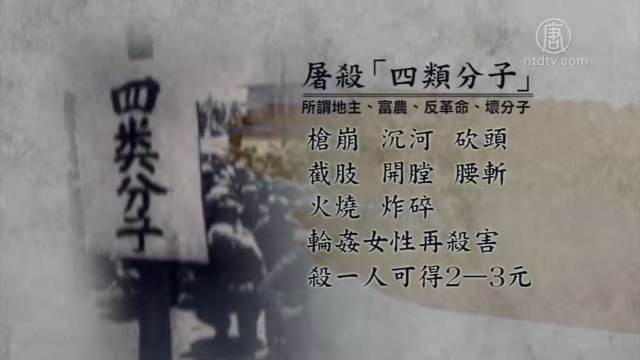 唐
ntdtv.com
屠殺「四類分子」
所謂地主、富農、反革命、壞分子
槍崩 沉河 砍頭
截肢 開膛 腰斬
火燒 炸碎
輪姦女性再殺害
殺一人可得2—3元
四类分子